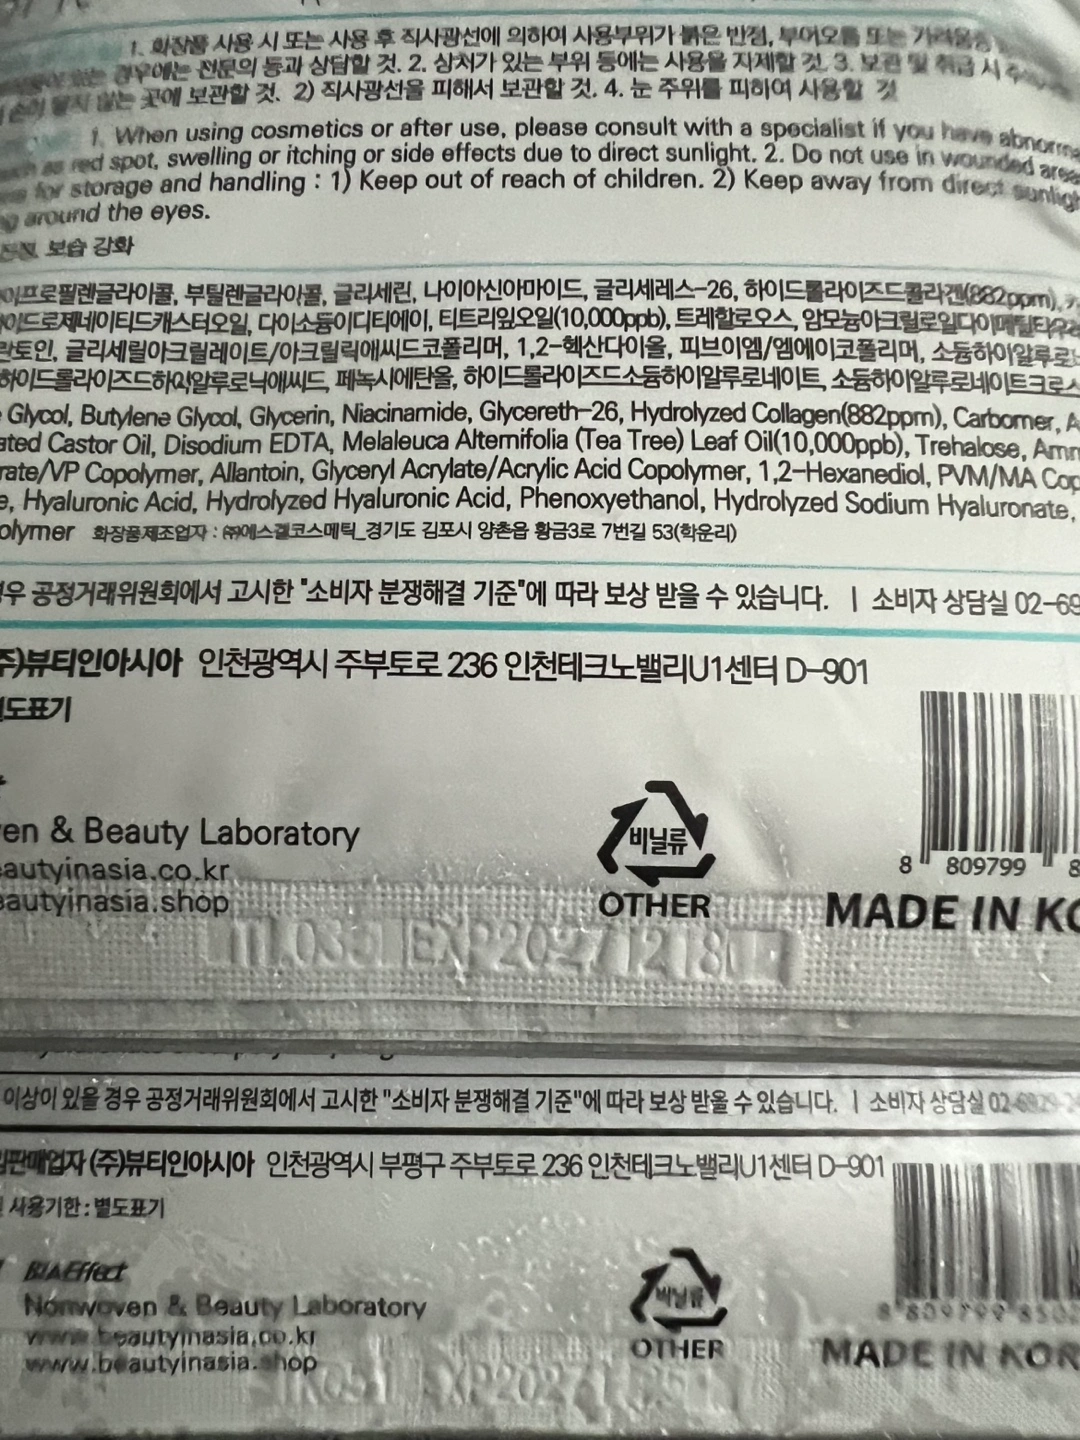 1. 화장품 사용 시 또는 사용 후 직사광선에 의하여 사용부위가 붉은 반점, 부어오름 또는 가려움증
경우에는 전문의 등과 상담할 것. 2. 상처가 있는 부위 등에는 사용을 자제할 것. 3. 보관 및 취급 시
손이 닿지 않는 곳에 보관할 것. 2) 직사광선을 피해서 보관할 것. 4. 눈 주위를 피하여 사용할 것
1. When using cosmetics or after use, please consult with a specialist if you have abnorm
such as red spot, swelling or itching or side effects due to direct sunlight. 2. Do not use in wounded area
for storage and handling : 1) Keep out of reach of children. 2) Keep away from direct sunligh
g around the eyes.
보습 강화
이프로필렌글라이콜, 부틸렌글라이콜, 글리세린, 나이아신아마이드, 글리세레스-26, 하이드롤라이즈드콜라겐(882ppm),
이드로제네이티드캐스터오일, 다이소듐이디티에이, 티트리잎오일(10,000ppb), 트레할로오스, 암모늄아크릴로일다이메틸타우
란토인, 글리세릴아크릴레이트/아크릴릭애씨드코폴리머, 1,2-헥산다이올, 피브이엠/엠에이코폴리머, 소듐하이알루로
하이드롤라이즈드하이알루로닉애씨드, 페녹시에탄올, 하이드롤라이즈드소듐하이알루로네이트, 소듐하이알루로네이트크로스
Glycol, Butylene Glycol, Glycerin, Niacinamide, Glycereth-26, Hydrolyzed Collagen(882ppm), Carbomer, A
ated Castor Oil, Disodium EDTA, Melaleuca Alternifolia (Tea Tree) Leaf Oil(10,000ppb), Trehalose, Amm
rate/VP Copolymer, Allantoin, Glyceryl Acrylate/Acrylic Acid Copolymer, 1,2-Hexanediol, PVM/MA Cop
e, Hyaluronic Acid, Hydrolyzed Hyaluronic Acid, Phenoxyethanol, Hydrolyzed Sodium Hyaluronate,
olymer 화장품제조업자 : ㈜에스겔코스메틱_경기도 김포시 양촌읍 황금3로 7번길 53(학운리)
경우 공정거래위원회에서 고시한 "소비자 분쟁해결 기준"에 따라 보상 받을 수 있습니다. | 소비자 상담실 02-69
주)뷰티인아시아 인천광역시 주부토로 236 인천테크노밸리U1센터 D-901
별도표기
en & Beauty Laboratory
eautyinasia.co.kr
eautyinasia.shop
비닐류
OTHER
8 809799 8
MADE IN KO
EXP20271218
이상이 있을 경우 공정거래위원회에서 고시한 "소비자 분쟁해결 기준"에 따라 보상 받을 수 있습니다. | 소비자 상담실 02-6929
임판매업자 (주)뷰티인아시아 인천광역시 부평구 주부토로 236 인천테크노밸리U1센터 D-901
사용기한 : 별도표기
BIAEffect
Nonwoven & Beauty Laboratory
www.beautyinasia.co.kr
www.beautyinasia.shop
비닐류
OTHER
8 809799 850
MADE IN KOR